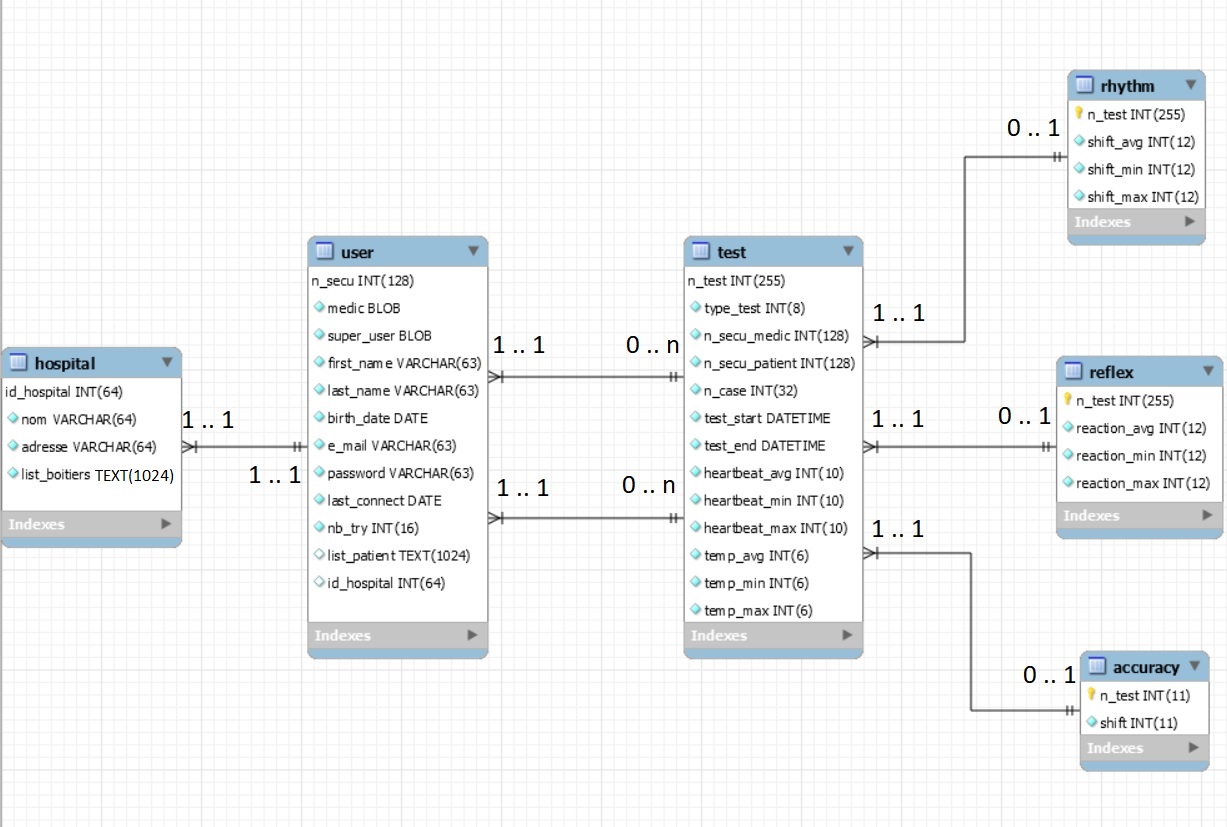 hospital
id_hospital INT(64)
nom VARCHAR(64)
adresse VARCHAR(64)
list_boitiers TEXT(1024)
Indexes
1 .. 1
1 .. 1
user
n_secu INT(128)
medic BLOB
super_user BLOB
first_name VARCHAR(63)
last_name VARCHAR(63)
birth_date DATE
e_mail VARCHAR(63)
password VARCHAR(63)
last_connect DATE
nb_try INT(16)
list_patient TEXT(1024)
id_hospital INT(64)
Indexes
1 .. 1
0 .. n
1 .. 1
0 .. n
test
n_test INT(255)
type_test INT(8)
n_secu_medic INT(128)
n_secu_patient INT(128)
n_case INT(32)
test_start DATETIME
test_end DATETIME
heartbeat_avg INT(10)
heartbeat_min INT(10)
heartbeat_max INT(10)
temp_avg INT(6)
temp_min INT(6)
temp_max INT(6)
Indexes
1 .. 1
0 .. 1
1 .. 1
0 .. 1
1 .. 1
0 .. 1
rhythm
n_test INT(255)
shift_avg INT(12)
shift_min INT(12)
shift_max INT(12)
Indexes
reflex
n_test INT(255)
reaction_avg INT(12)
reaction_min INT(12)
reaction_max INT(12)
Indexes
accuracy
n_test INT(11)
shift INT(11)
Indexes